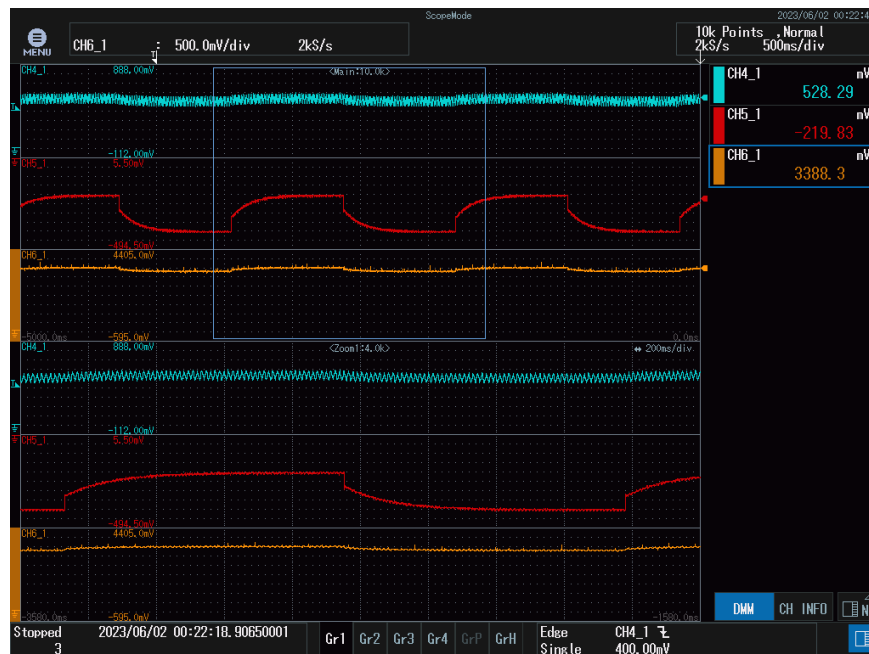 ScopeMode
2023/06/02 00:22:4
MENU
CH6_1 : 500.0mV/div 2kS/s
10k Points ,Normal
2kS/s 500ms/div
CH4_1 888.00mV <Main:10.0k>
-112.00mV
CH5_1 5.50mV
-494.50mV
CH6_1 4405.0mV
-5000.0ms -595.0mV 0.0ms
CH4_1 888.00mV <Zoom1:4.0k> 200ms/div
-112.00mV
CH5_1 5.50mV
-494.50mV
CH6_1 4405.0mV
-3580.0ms -595.0mV -1580.0ms
CH4_1 mV
528.29
CH5_1 mV
-219.83
CH6_1 mV
3388.3
DMM CH INFO N
Stopped 2023/06/02 00:22:18.90650001 Gr1 Gr2 Gr3 Gr4 GrP GrH Edge CH4_1
3 Single 400.00mV